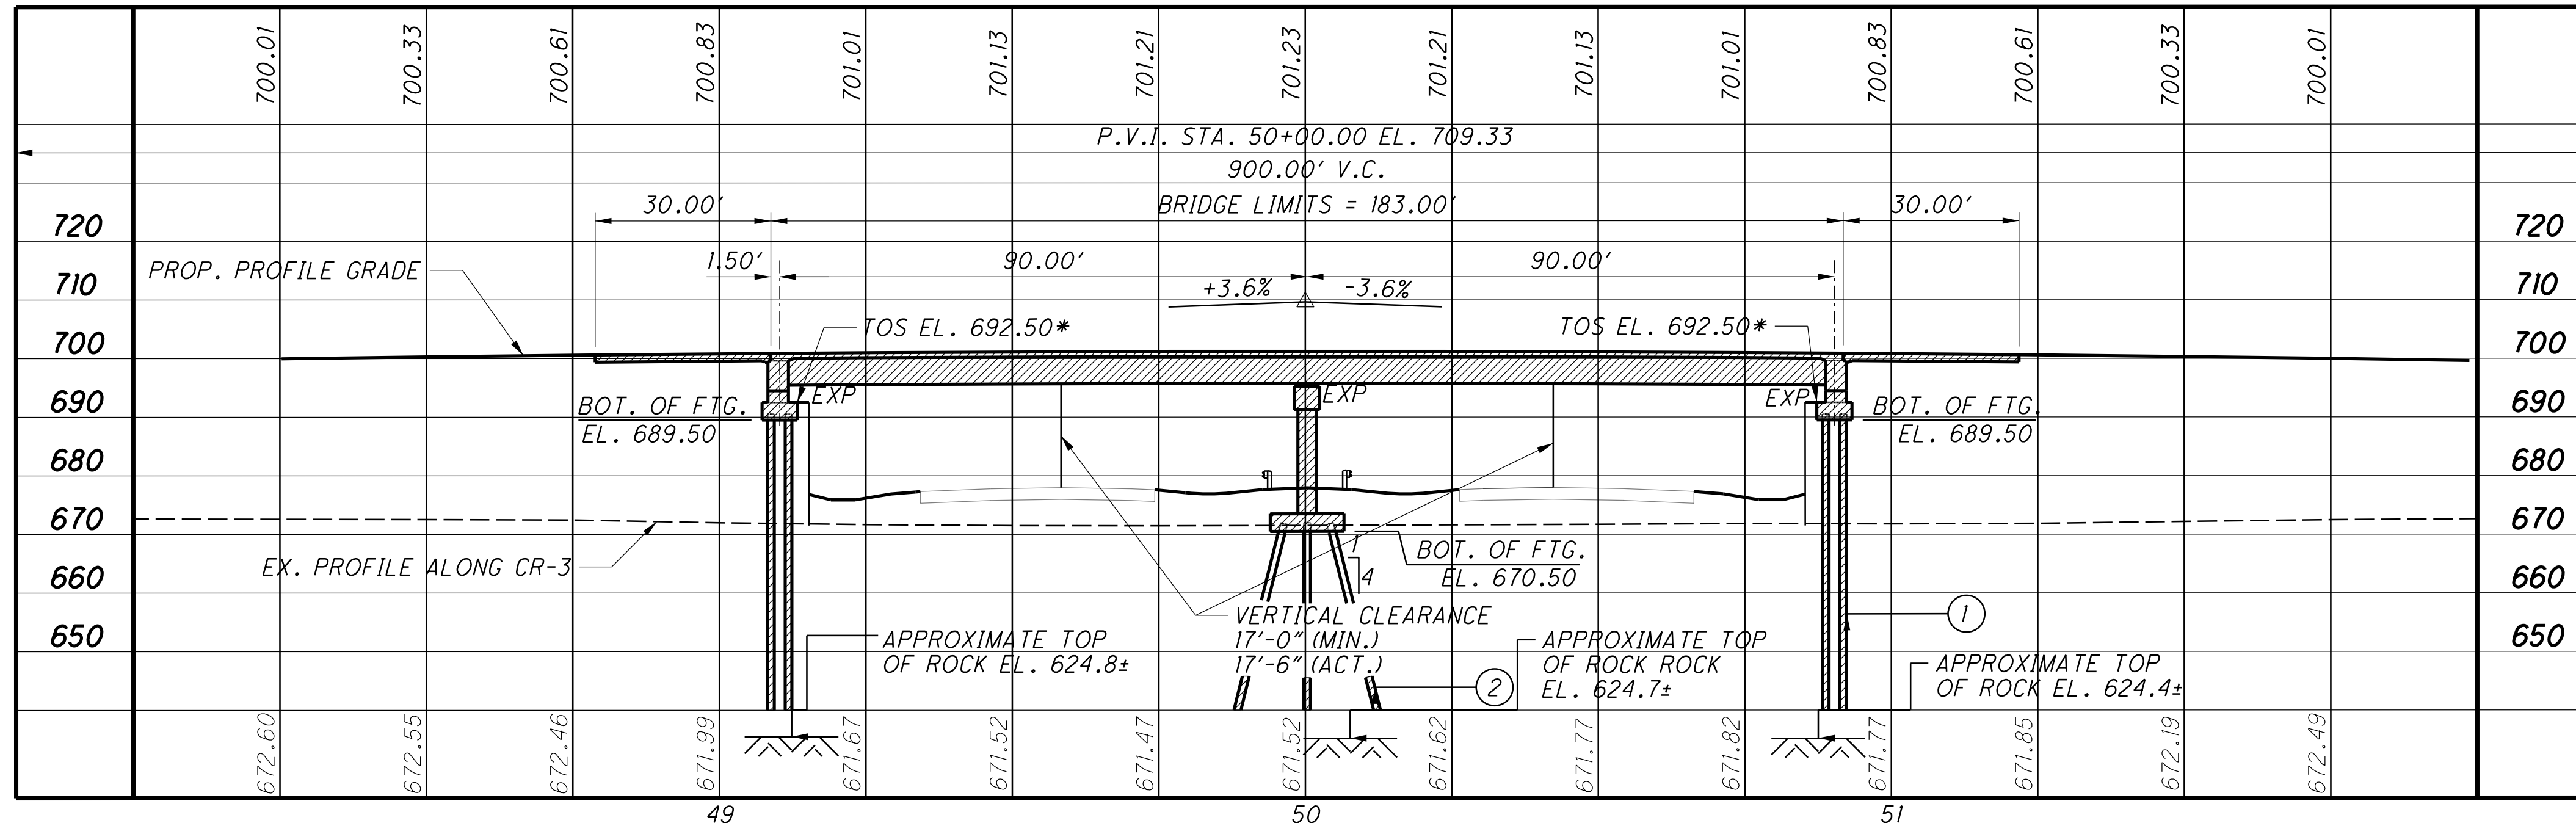 700.01
700.33
700.61
700.83
701.01
701.13
701.21
701.23
701.21
701.13
701.01
700.83
700.61
700.33
700.01
P.V.I. STA. 50+00.00 EL. 709.33
900.00' V.C.
30.00'
BRIDGE LIMITS = 183.00'
30.00'
720
720
1.50'
90.00'
90.00'
PROP. PROFILE GRADE
710
+3.6%
-3.6%
710
TOS EL. 692.50*
TOS EL. 692.50*
700
700
EXP
EXP
EXP
690
BOT. OF FTG.
EL. 689.50
BOT. OF FTG.
EL. 689.50
690
680
680
670
670
EX. PROFILE ALONG CR-3
1
4
BOT. OF FTG.
EL. 670.50
660
660
VERTICAL CLEARANCE
17'-0" (MIN.)
17'-6" (ACT.)
1
650
APPROXIMATE TOP
OF ROCK EL. 624.8±
APPROXIMATE TOP
OF ROCK ROCK
EL. 624.7±
650
2
APPROXIMATE TOP
OF ROCK EL. 624.4±
672.60
672.55
672.46
671.99
671.67
671.52
671.47
671.52
671.62
671.77
671.82
671.77
671.85
672.19
672.49
49
50
51